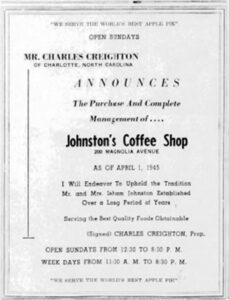 "WE SERVE THE WORLD'S BEST APPLE PIE"
OPEN SUNDAYS
MR. CHARLES CREIGHTON
OF CHARLOTTE, NORTH CAROLINA
ANNOUNCES
The Purchase And Complete
Management of....
Johnston's Coffee Shop
200 MAGNOLIA AVENUE
AS OF APRIL 1, 1945
I Will Endeavor To Uphold the Tradition
Mr. and Mrs. Isham Johnston Established
Over a Long Period of Years
Serving the Best Quality Foods Obtainable
(Signed) CHARLES CREIGHTON, Prop.
OPEN SUNDAYS FROM 12:30 TO 8:30 P. M.
WEEK DAYS FROM 11:00 A. M. TO 8:30 P. M.
"WE SERVE THE WORLD'S BEST APPLE PIE"